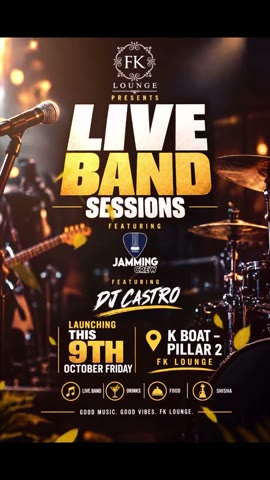 FK
LOUNGE
PRESENTS
LIVE
BAND
SESSIONS
FEATURING
JAMMING
CREW
FEATURING
DJ CASTRO
LAUNCHING
THIS
9TH
OCTOBER FRIDAY
K BOAT –
PILLAR 2
FK LOUNGE
LIVE BAND
DRINKS
FOOD
SHISHA
GOOD MUSIC. GOOD VIBES. FK LOUNGE.